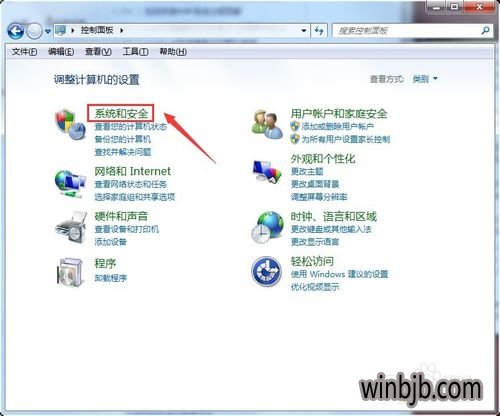 控制面板
搜索控制面板
文件(F) 编辑(E) 查看(V) 工具(T) 帮助(H)
调整计算机的设置
查看方式: 类别
系统和安全
查看您的计算机状态
备份您的计算机
查找并解决问题
网络和 Internet
查看网络状态和任务
选择家庭组和共享选项
硬件和声音
查看设备和打印机
添加设备
程序
卸载程序
用户帐户和家庭安全
添加或删除用户帐户
为所有用户设置家长控制
外观和个性化
更改主题
更改桌面背景
调整屏幕分辨率
时钟、语言和区域
更改键盘或其他输入法
更改显示语言
轻松访问
使用 Windows 建议的设置
优化视频显示
winbjb.com